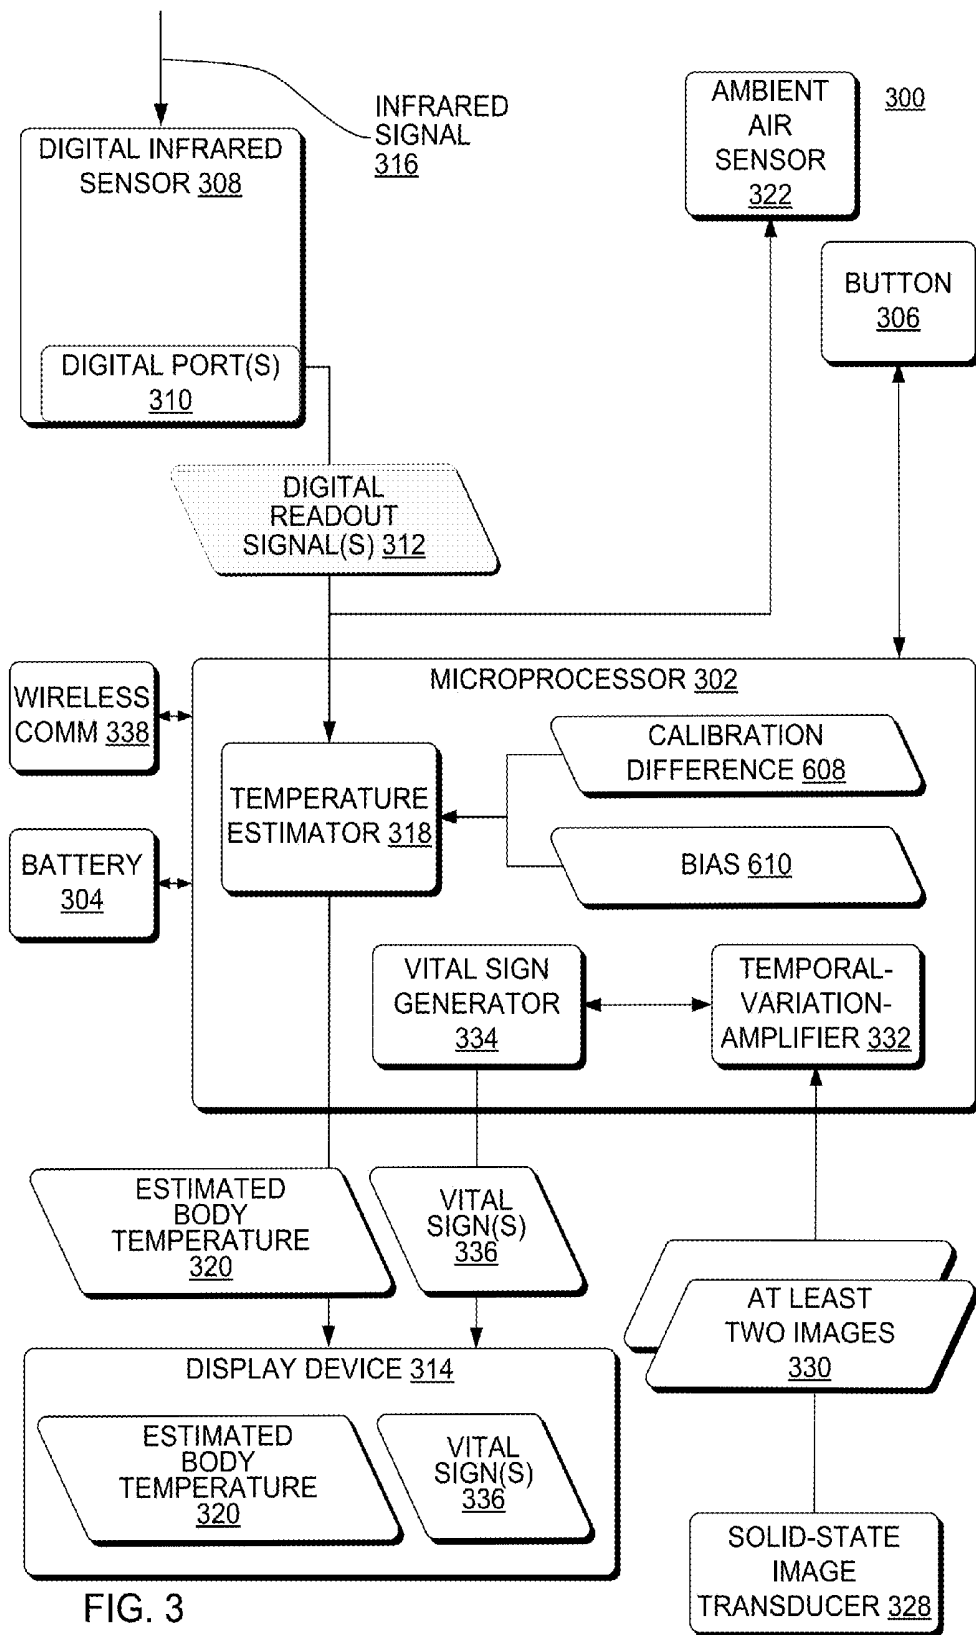 INFRARED
SIGNAL
316
AMBIENT
AIR
SENSOR
322
300
DIGITAL INFRARED
SENSOR 308
BUTTON
306
DIGITAL PORT(S)
310
DIGITAL
READOUT
SIGNAL(S) 312
MICROPROCESSOR 302
WIRELESS
COMM 338
CALIBRATION
DIFFERENCE 608
TEMPERATURE
ESTIMATOR 318
BATTERY
304
BIAS 610
VITAL SIGN
GENERATOR
334
TEMPORAL-
VARIATION-
AMPLIFIER 332
ESTIMATED
BODY
TEMPERATURE
320
VITAL
SIGN(S)
336
AT LEAST
TWO IMAGES
330
DISPLAY DEVICE 314
ESTIMATED
BODY
TEMPERATURE
320
VITAL
SIGN(S)
336
SOLID-STATE
IMAGE
TRANSDUCER 328
FIG. 3